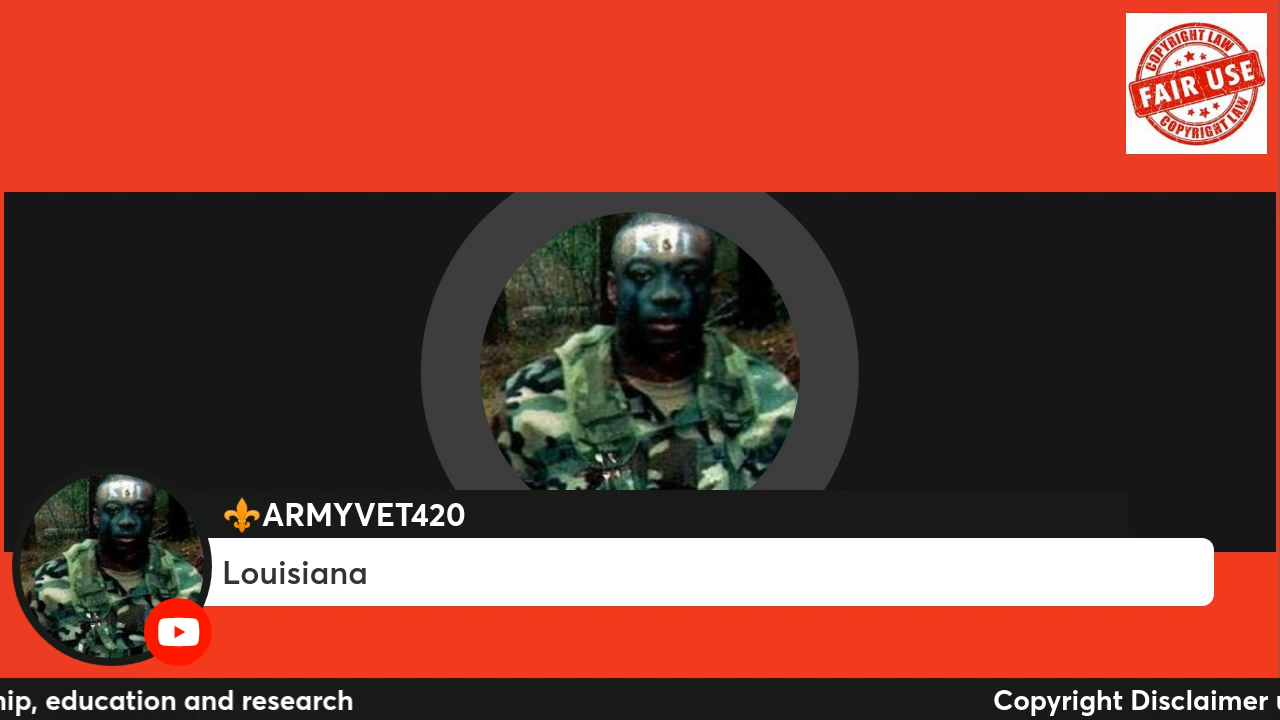 COPYRIGHT LAW
FAIR USE
COPYRIGHT LAW
⚜ARMYVET420
Louisiana
hip, education and research
Copyright Disclaimer u